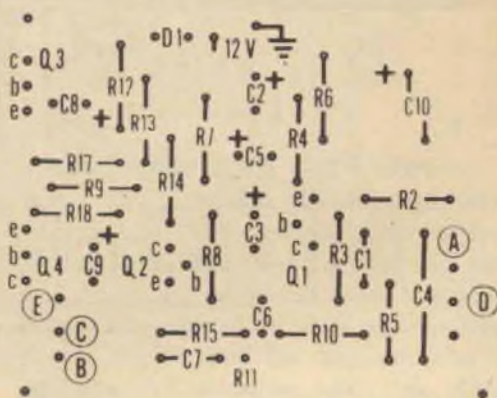 D1 12 V
c Q3
b
e C8 +
R12
R13
R7
+ C2
R4
R6
+ C10
R17
R9
R18
R14
+ C5
+ C3
R8
e
b
c Q1
R3
R2
C1
C4
A
D
e
b
c Q4
+ C9
Q2 c
b
e
E
C
B
R15
C7
R11
C6
R10
R5